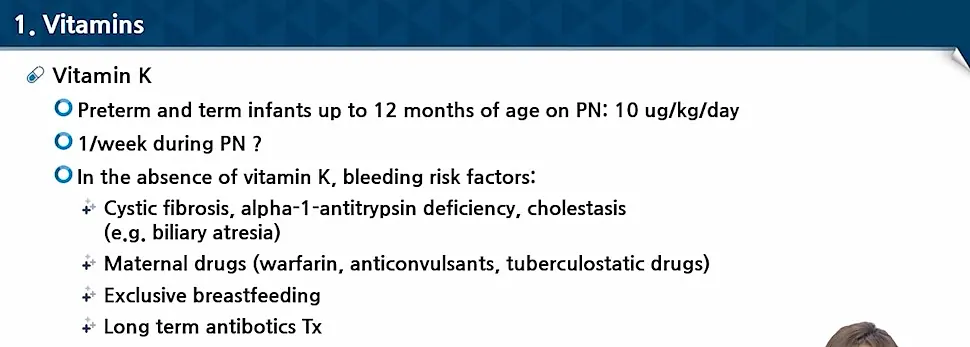 1. Vitamins
Vitamin K
Preterm and term infants up to 12 months of age on PN: 10 ug/kg/day
1/week during PN ?
In the absence of vitamin K, bleeding risk factors:
Cystic fibrosis, alpha-1-antitrypsin deficiency, cholestasis
(e.g. biliary atresia)
Maternal drugs (warfarin, anticonvulsants, tuberculostatic drugs)
Exclusive breastfeeding
Long term antibotics Tx